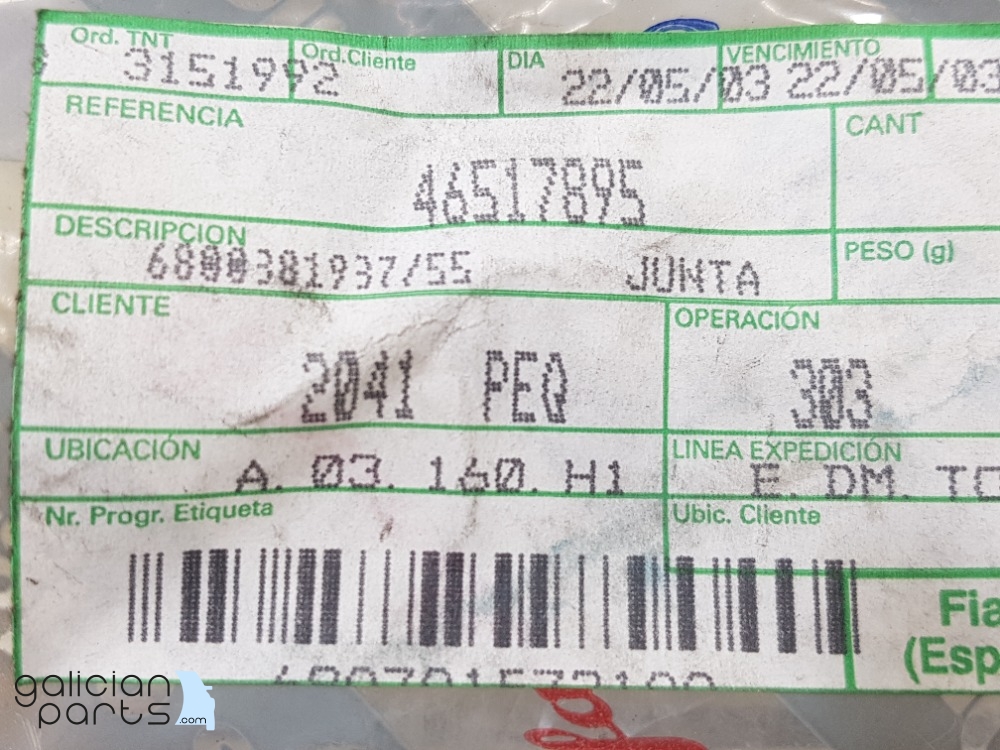 Ord. TNT Ord.Cliente DIA VENCIMIENTO
3151992 22/05/03 22/05/03
REFERENCIA CANT
46517895
DESCRIPCION PESO (g)
6800381937/55 JUNTA
CLIENTE OPERACIÓN
2041 PEQ 303
UBICACIÓN LINEA EXPEDICIÓN
A. 03. 160. H1 E. DM. TO
Nr. Progr. Etiqueta Ubic. Cliente
Fia
(Esp
galician
parts.com